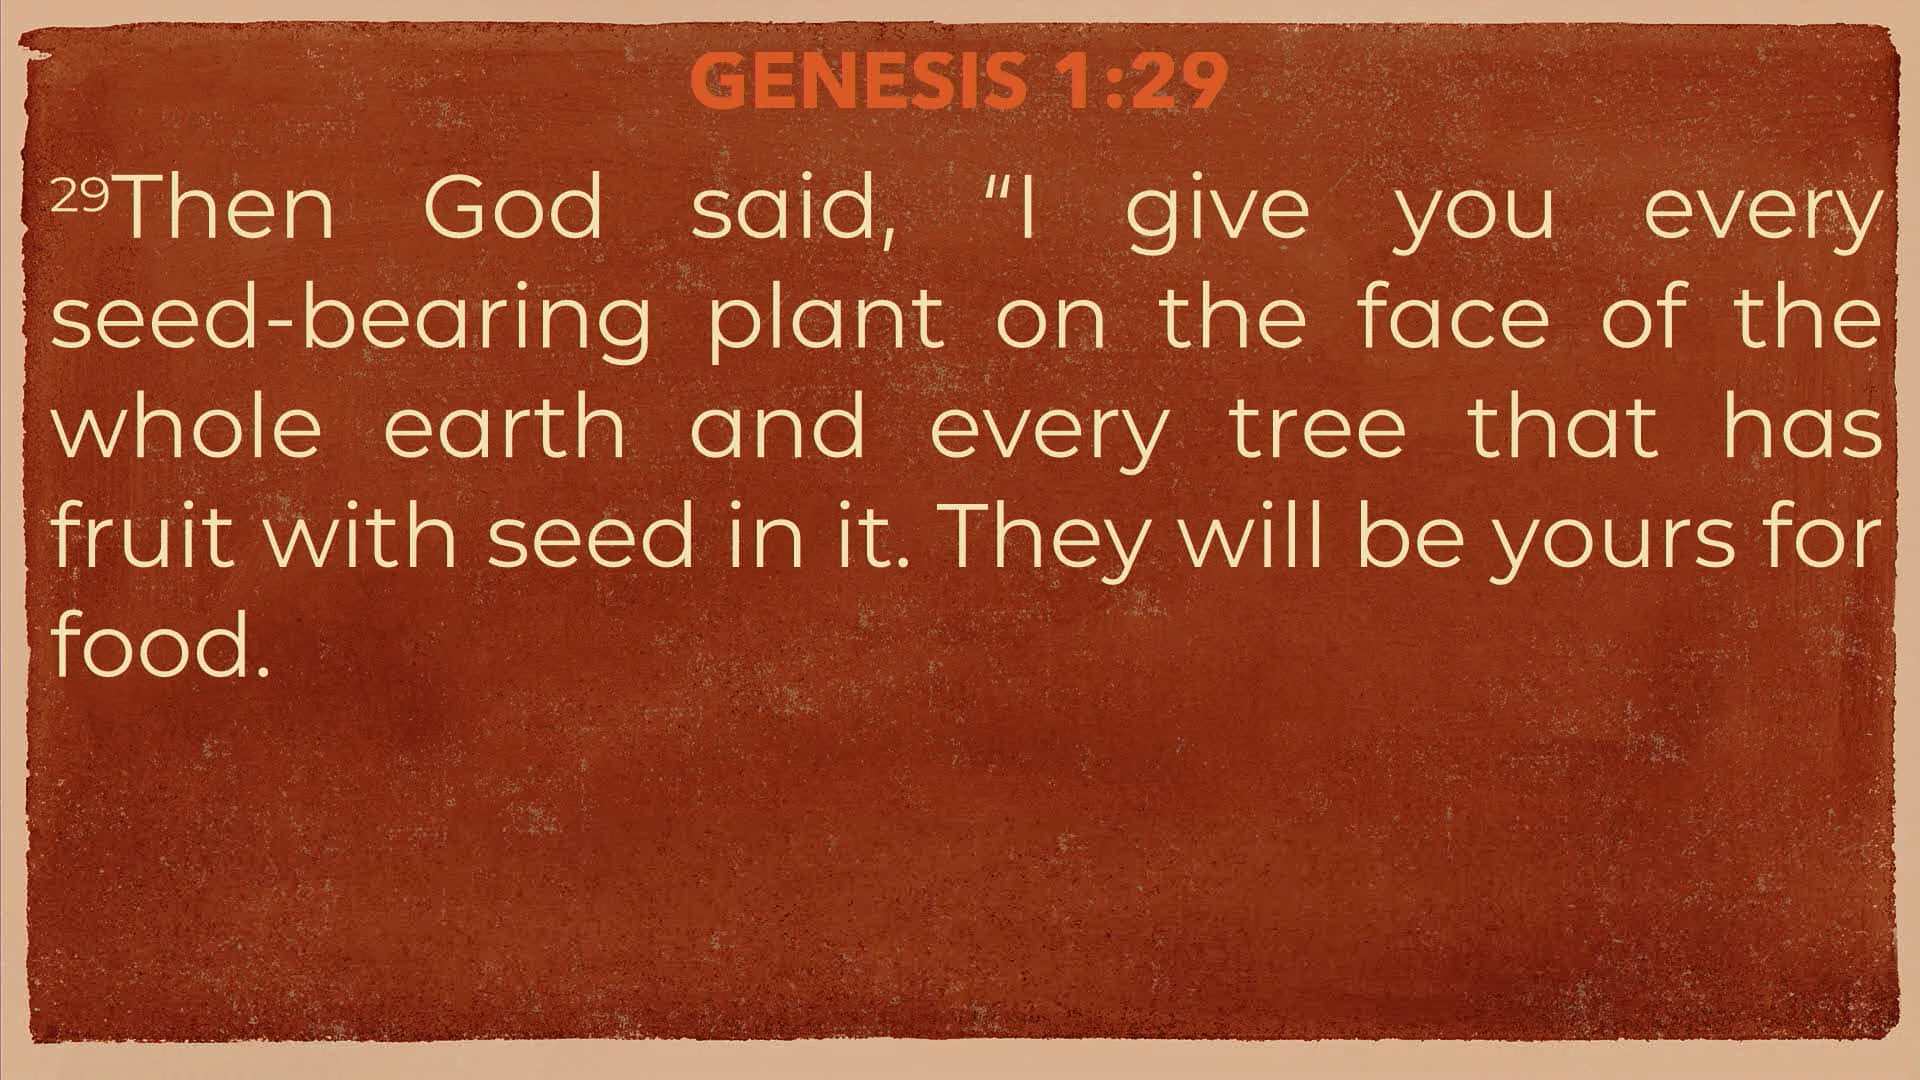 GENESIS 1:29
29Then God said, “I give you every
seed-bearing plant on the face of the
whole earth and every tree that has
fruit with seed in it. They will be yours for
food.